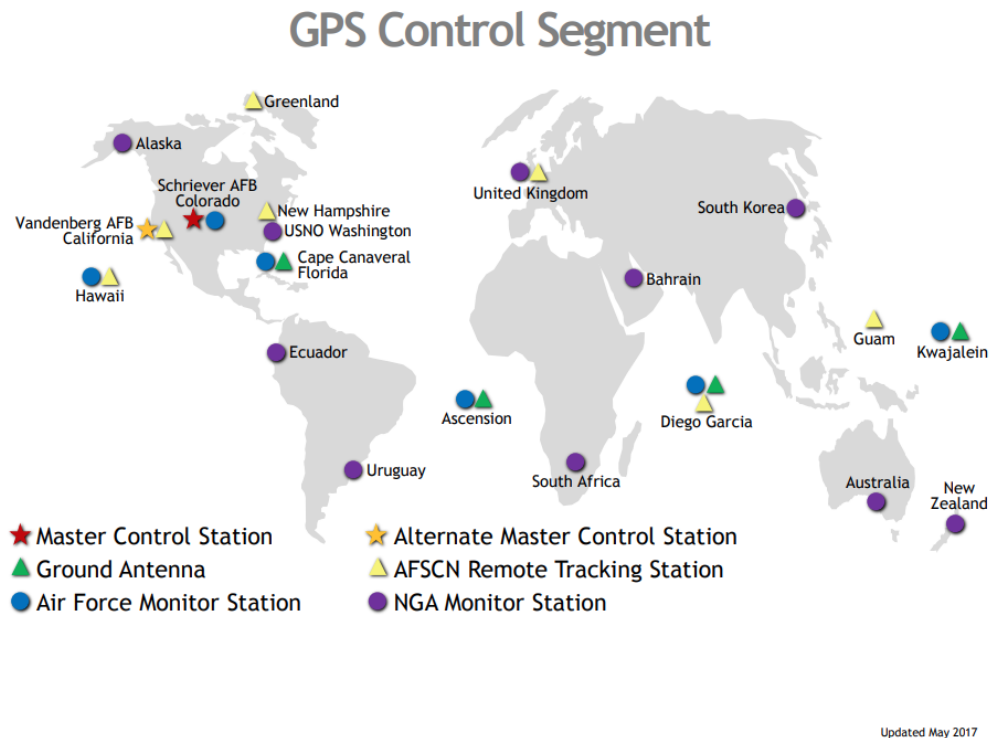 GPS Control Segment
Greenland
Alaska
Schriever AFB
Colorado
United Kingdom
New Hampshire
South Korea
Vandenberg AFB
California
USNO Washington
Cape Canaveral
Florida
Bahrain
Hawaii
Guam
Ecuador
Kwajalein
Ascension
Diego Garcia
Uruguay
South Africa
Australia
New
Zealand
Master Control Station
Alternate Master Control Station
Ground Antenna
AFSCN Remote Tracking Station
Air Force Monitor Station
NGA Monitor Station
Updated May 2017